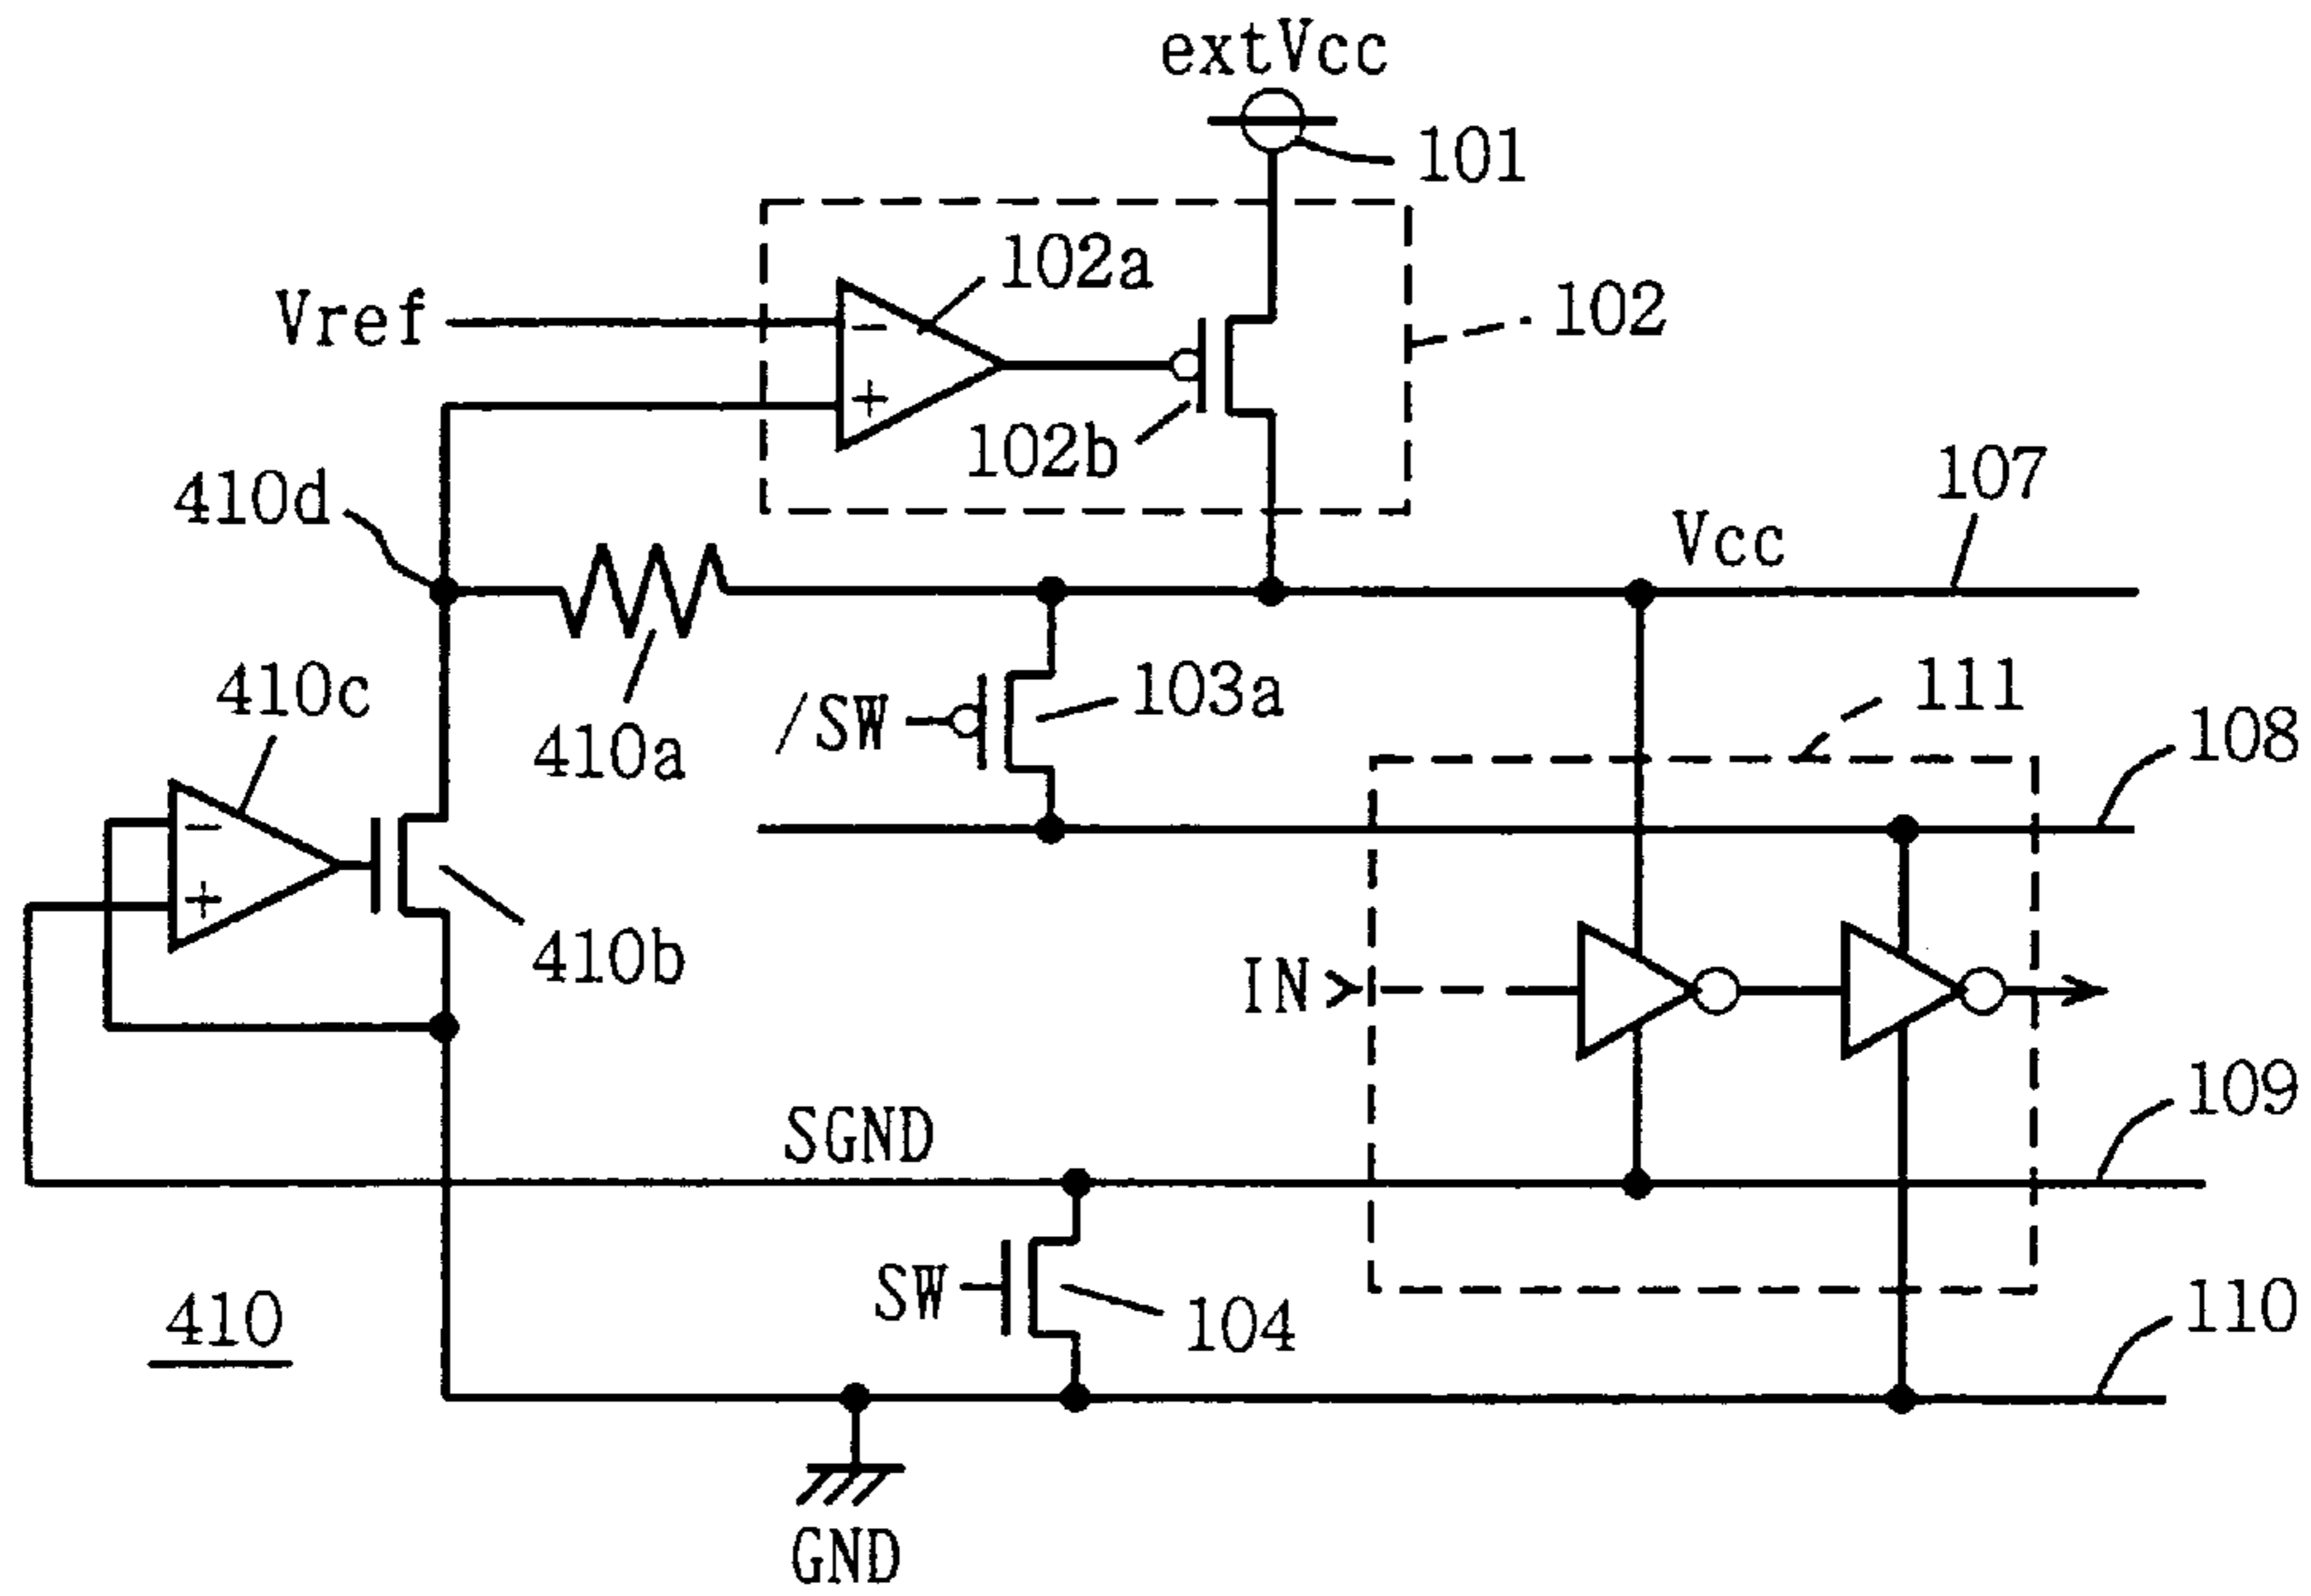 extVcc
101
102a
Vref
−
102
+
102b
410d
107
Vcc
410c
103a
111
/SW
410a
108
−
+
410b
IN
109
SGND
SW
104
110
410
GND